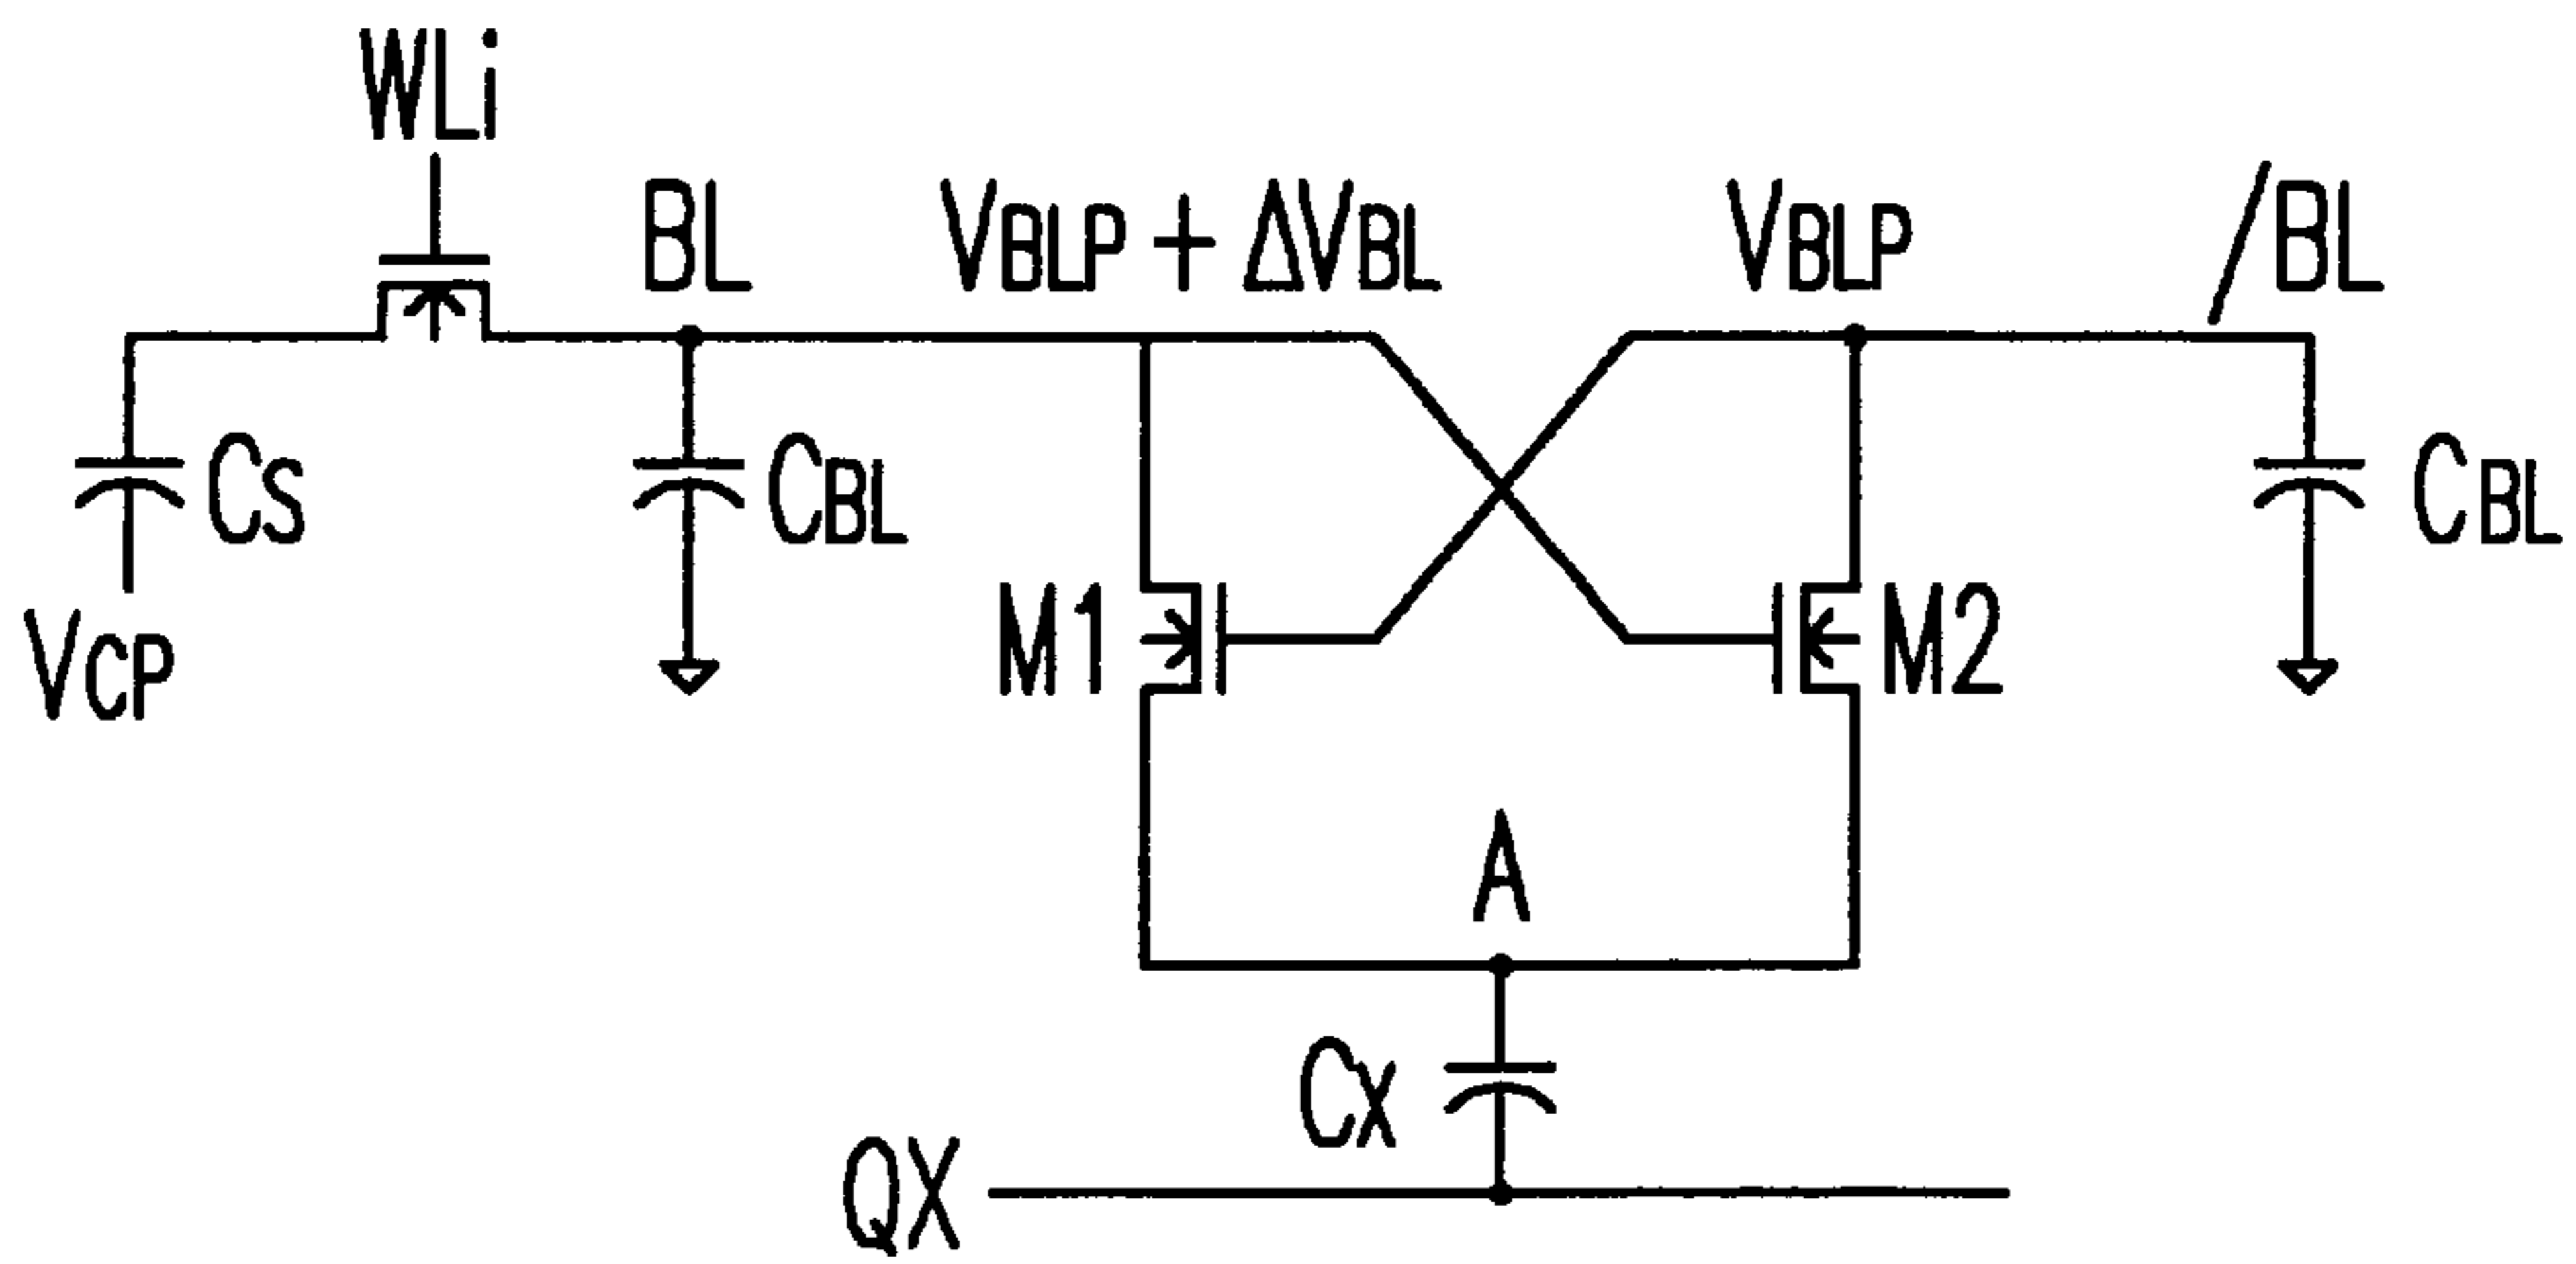 WLi
BL
VBLP + ΔVBL
VBLP
/BL
CS
CBL
CBL
VCP
M1
M2
A
CX
QX